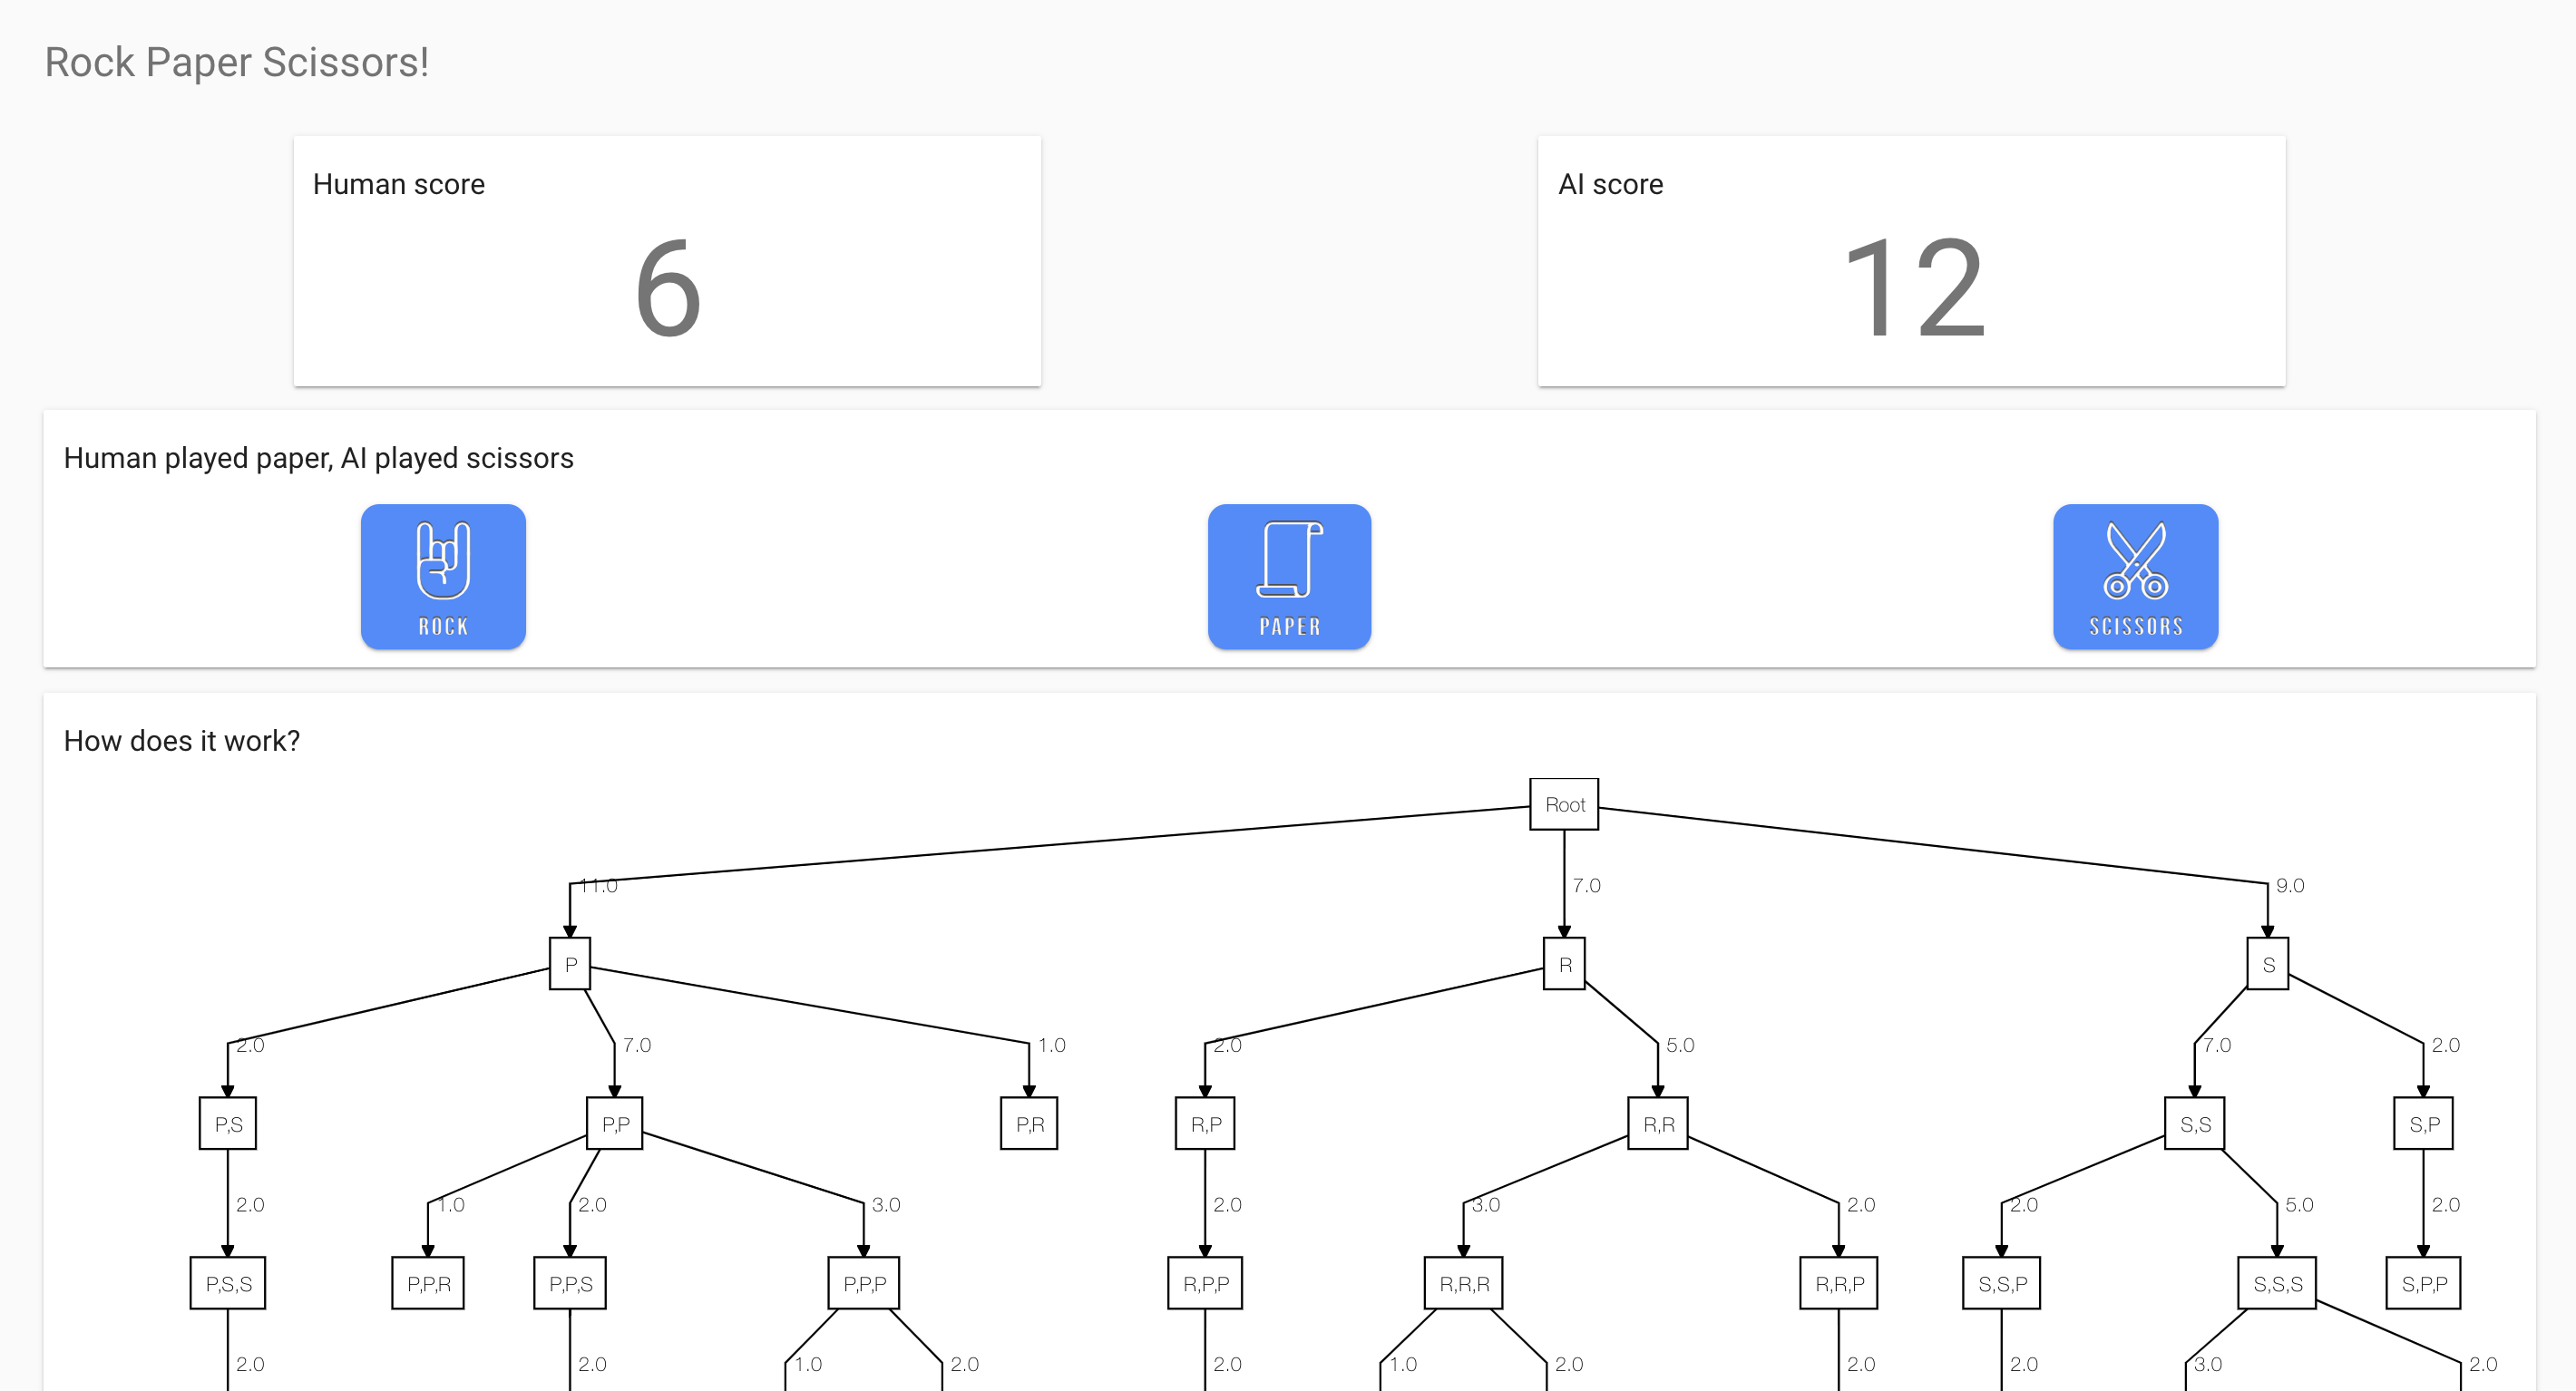 Rock Paper Scissors!
Human score
AI score
6
12
Human played paper, AI played scissors
ROCK
PAPER
SCISSORS
How does it work?
Root
11.0
7.0
9.0
P
R
S
2.0
7.0
1.0
2.0
5.0
7.0
2.0
P,S
P,P
P,R
R,P
R,R
S,S
S,P
2.0
1.0
2.0
3.0
2.0
3.0
2.0
2.0
5.0
2.0
P,S,S
P,P,R
P,P,S
P,P,P
R,P,P
R,R,R
R,R,P
S,S,P
S,S,S
S,P,P
2.0
2.0
1.0
2.0
2.0
1.0
2.0
2.0
2.0
3.0
2.0